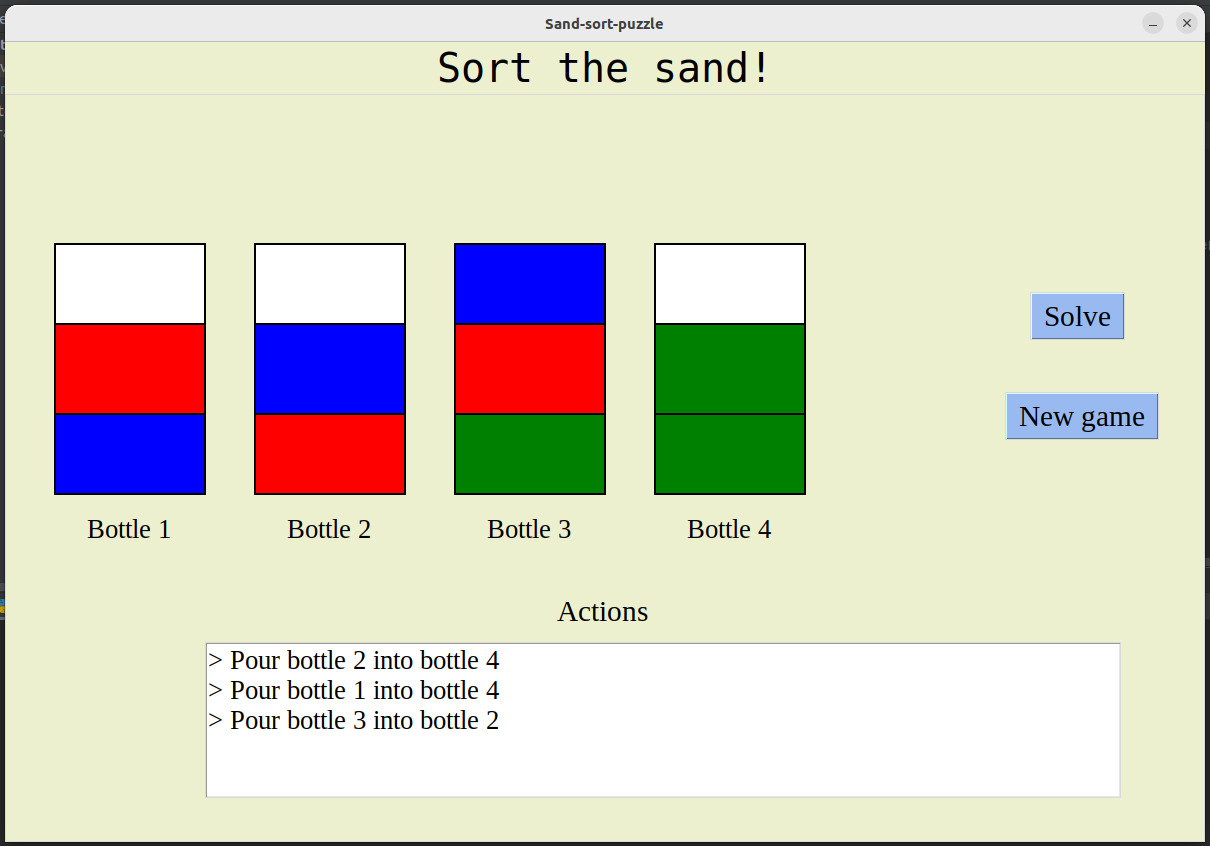 Sand-sort-puzzle
Sort the sand!
Solve
New game
Bottle 1 Bottle 2 Bottle 3 Bottle 4
Actions
> Pour bottle 2 into bottle 4
> Pour bottle 1 into bottle 4
> Pour bottle 3 into bottle 2